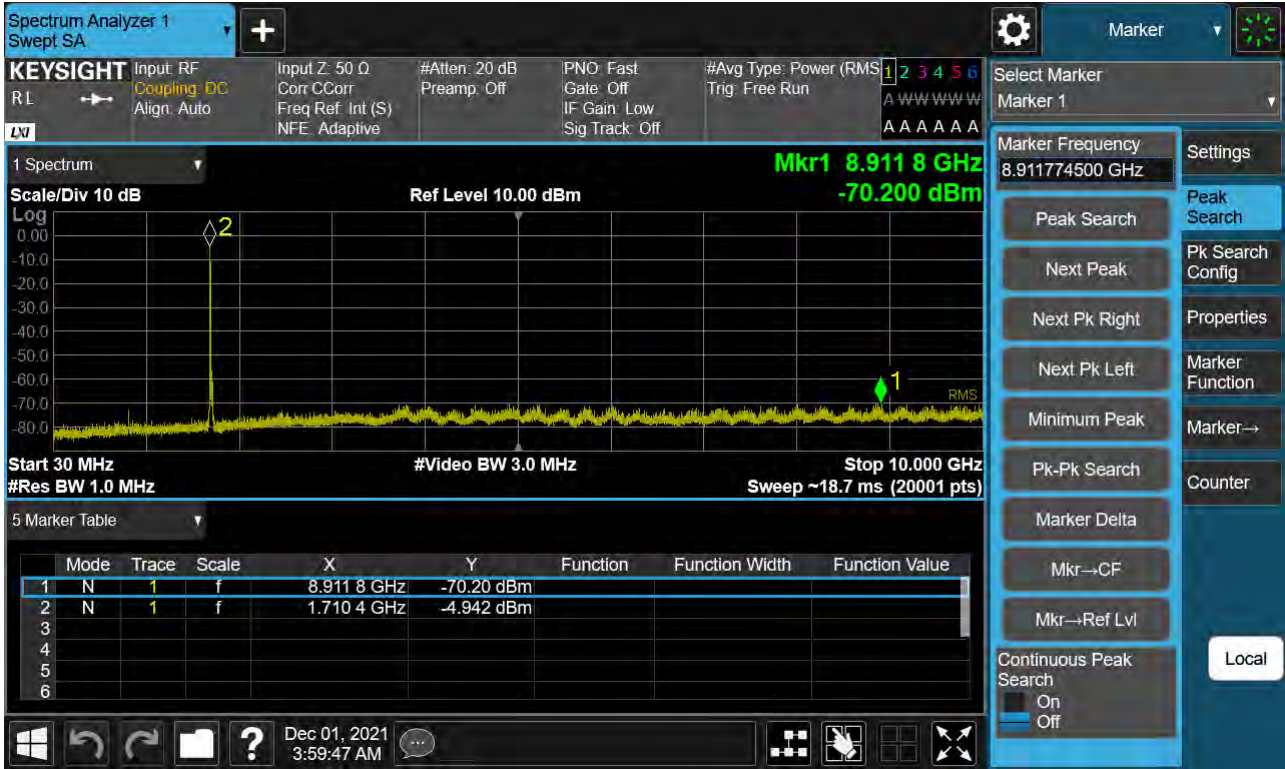 Spectrum Analyzer 1
Swept SA
+
Marker
KEYSIGHT
RL
LXI
Input: RF
Coupling: DC
Align: Auto
Input Z: 50 Ω
Corr CCorr
Freq Ref: Int (S)
NFE: Adaptive
#Atten: 20 dB
Preamp: Off
PNO: Fast
Gate: Off
IF Gain: Low
Sig Track: Off
#Avg Type: Power (RMS
Trig: Free Run
1 2 3 4 5 6
A W W W W W
A A A A A A
Select Marker
Marker 1
1 Spectrum
Mkr1 8.911 8 GHz
-70.200 dBm
Scale/Div 10 dB
Ref Level 10.00 dBm
Log
0.00
-10.0
-20.0
-30.0
-40.0
-50.0
-60.0
-70.0
-80.0
2
1
RMS
Start 30 MHz
#Video BW 3.0 MHz
Stop 10.000 GHz
#Res BW 1.0 MHz
Sweep ~18.7 ms (20001 pts)
5 Marker Table
Mode Trace Scale X Y Function Function Width Function Value
1 N 1 f 8.911 8 GHz -70.20 dBm
2 N 1 f 1.710 4 GHz -4.942 dBm
3
4
5
6
Marker Frequency
8.911774500 GHz
Peak Search
Next Peak
Next Pk Right
Next Pk Left
Minimum Peak
Pk-Pk Search
Marker Delta
Mkr→CF
Mkr→Ref Lvl
Continuous Peak
Search
On
Off
Settings
Peak
Search
Pk Search
Config
Properties
Marker
Function
Marker→
Counter
Local
?
Dec 01, 2021
3:59:47 AM